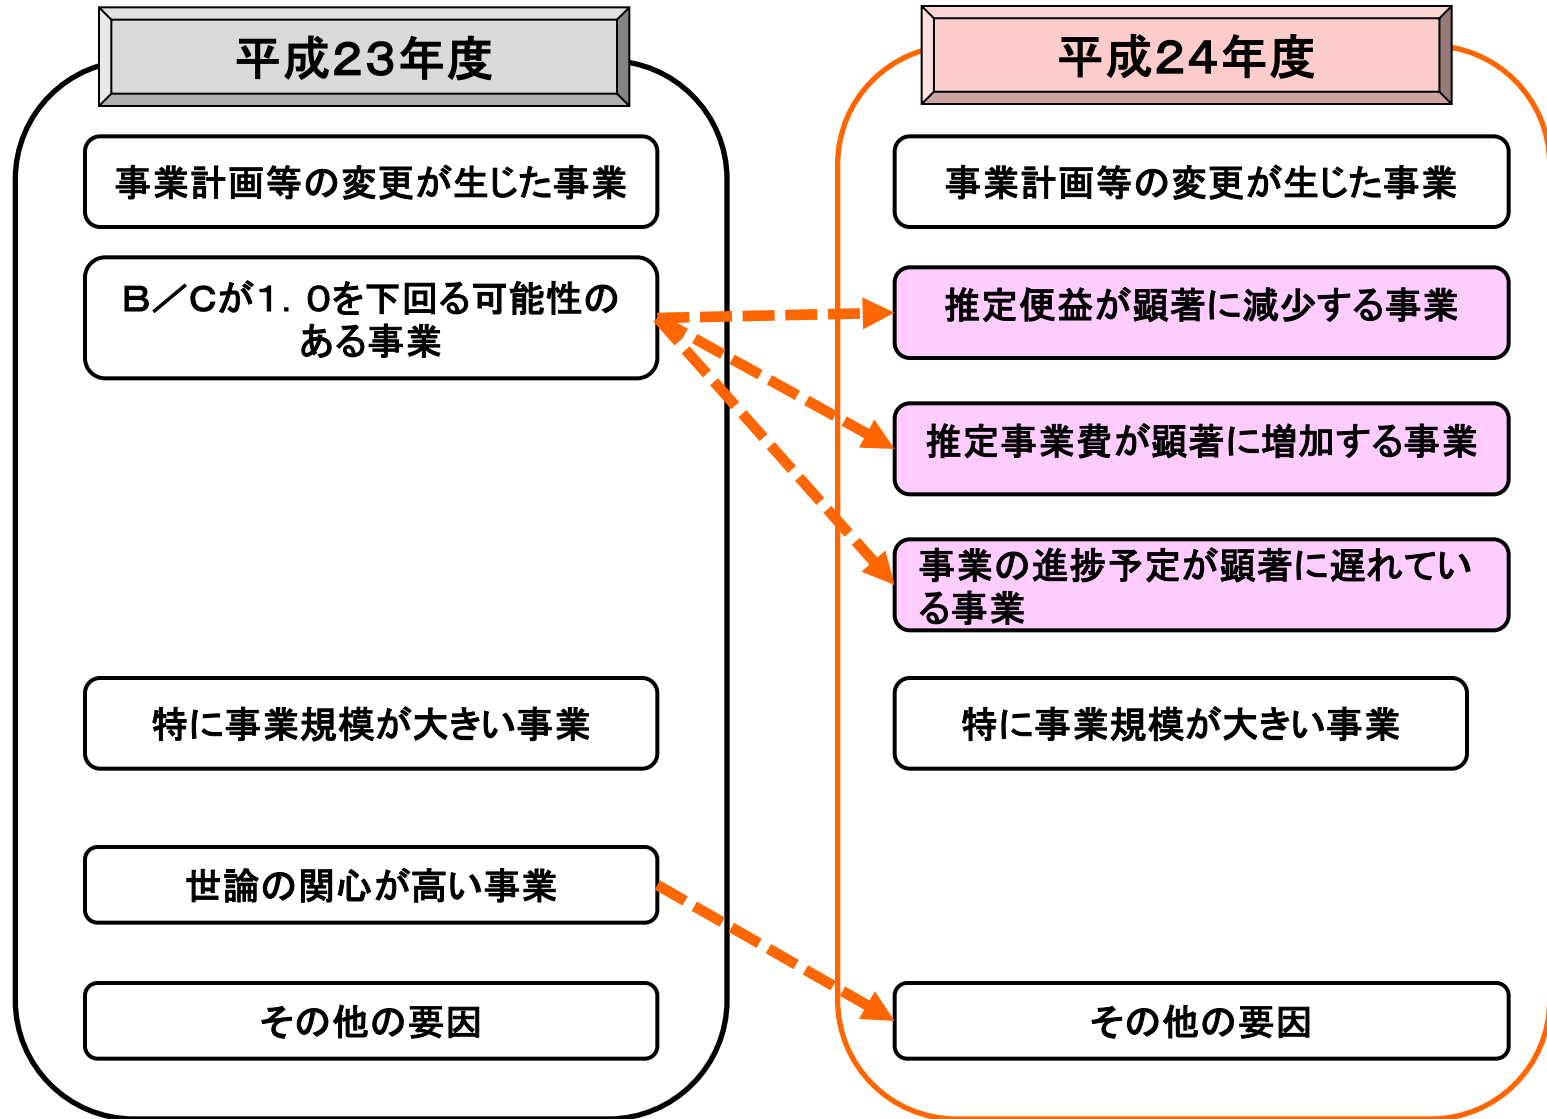 平成23年度
事業計画等の変更が生じた事業
B/Cが1.0を下回る可能性の
ある事業
特に事業規模が大きい事業
世論の関心が高い事業
その他の要因
平成24年度
事業計画等の変更が生じた事業
推定便益が顕著に減少する事業
推定事業費が顕著に増加する事業
事業の進捗予定が顕著に遅れてい
る事業
特に事業規模が大きい事業
その他の要因